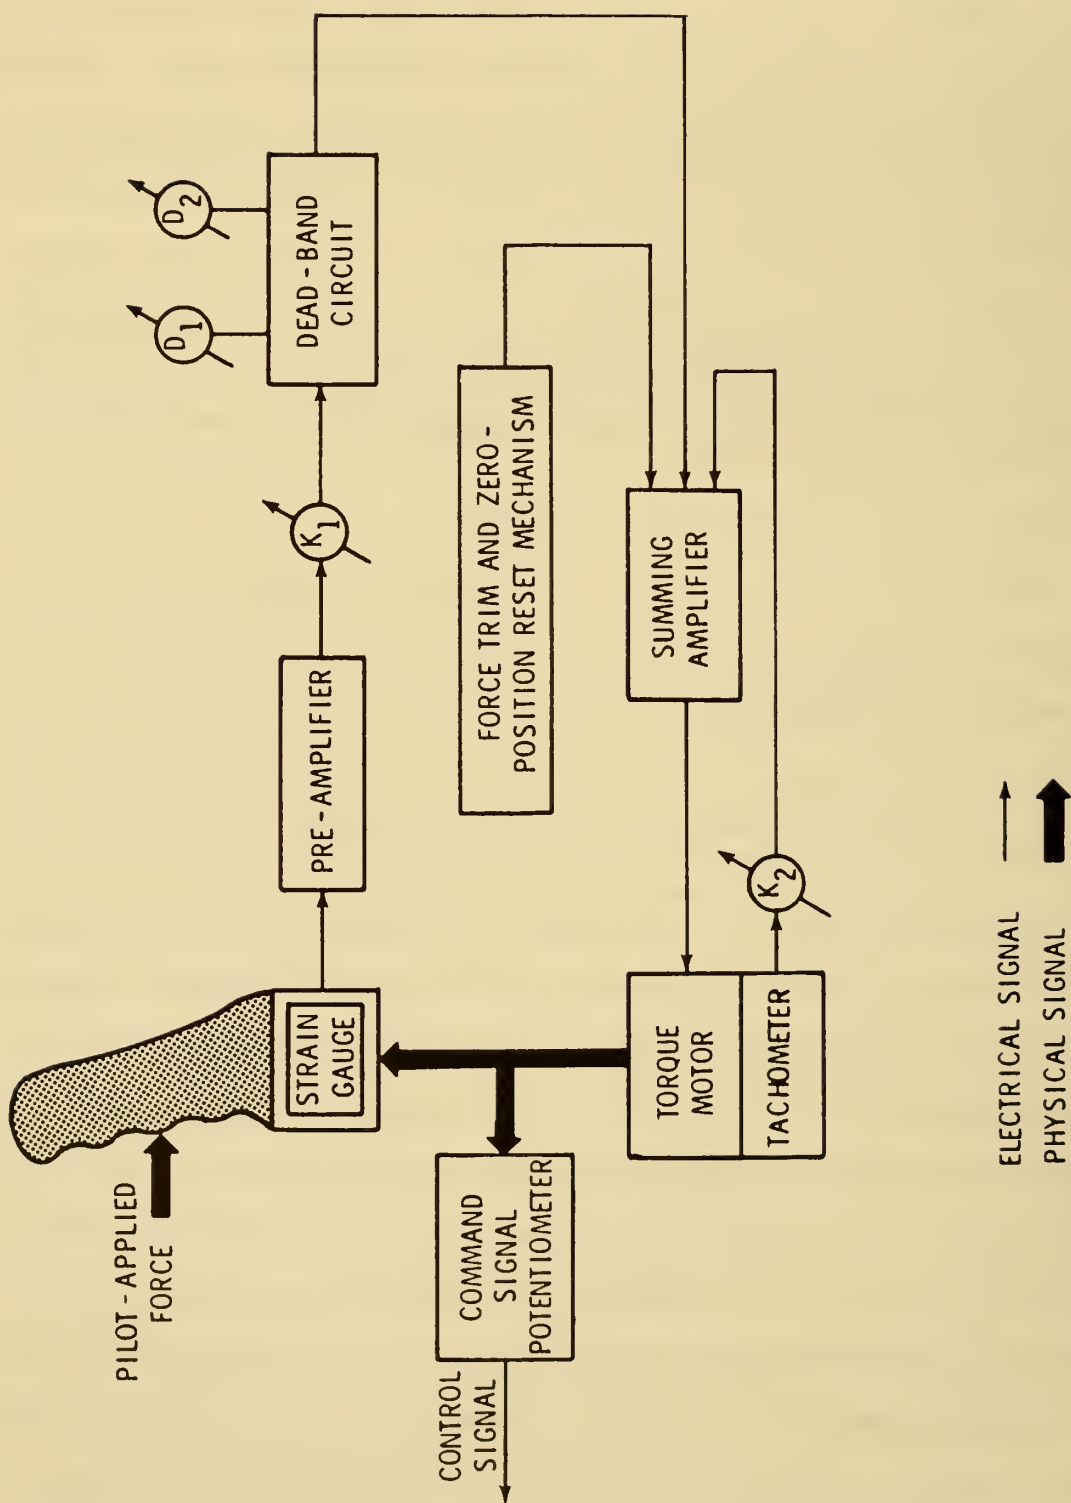 PILOT-APPLIED
FORCE
STRAIN
GAUGE
PRE-AMPLIFIER
K1
D1
D2
DEAD-BAND
CIRCUIT
CONTROL
SIGNAL
COMMAND
SIGNAL
POTENTIOMETER
FORCE TRIM AND ZERO-
POSITION RESET MECHANISM
TORQUE
MOTOR
TACHOMETER
SUMMING
AMPLIFIER
K2
ELECTRICAL SIGNAL
PHYSICAL SIGNAL